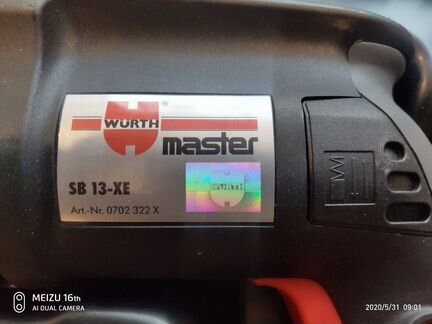 WÜRTH
®
master
SB 13-XE
WÜRTH
Art.-Nr. 0702 322 X
MEIZU 16th
AI DUAL CAMERA
2020/5/31 09:01